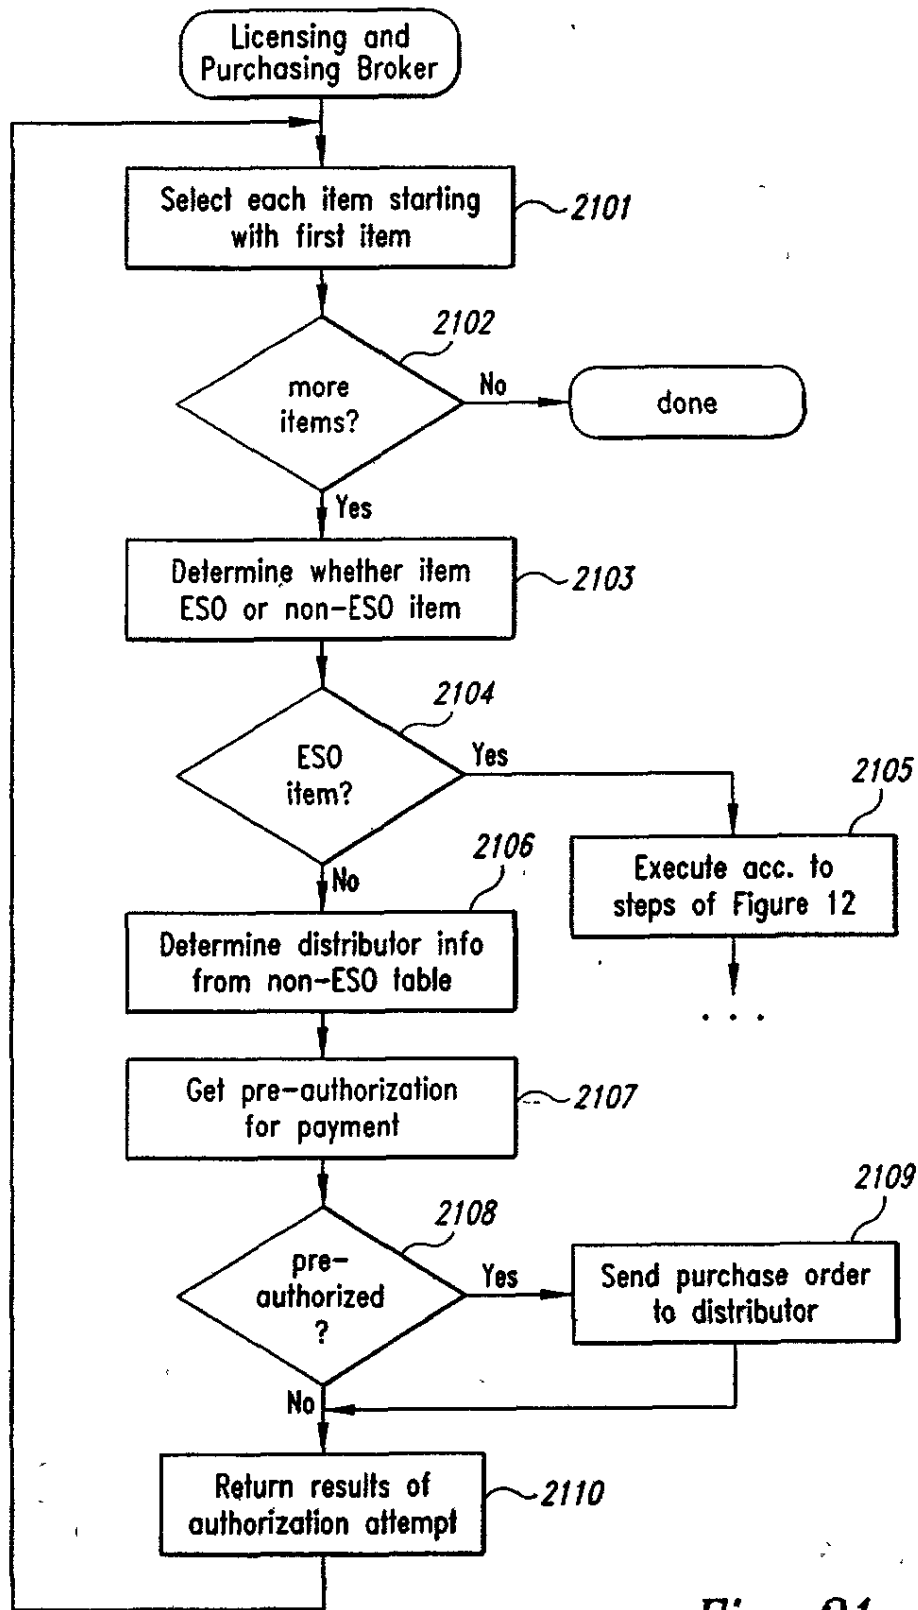 Licensing and
Purchasing Broker
Select each item starting
with first item
2101
2102
more
items?
No
done
Yes
Determine whether item
ESO or non-ESO item
2103
2104
ESO
item?
Yes
2105
Execute acc. to
steps of Figure 12
. . .
No
2106
Determine distributor info
from non-ESO table
Get pre-authorization
for payment
2107
2108
pre-
authorized
?
Yes
2109
Send purchase order
to distributor
No
Return results of
authorization attempt
2110